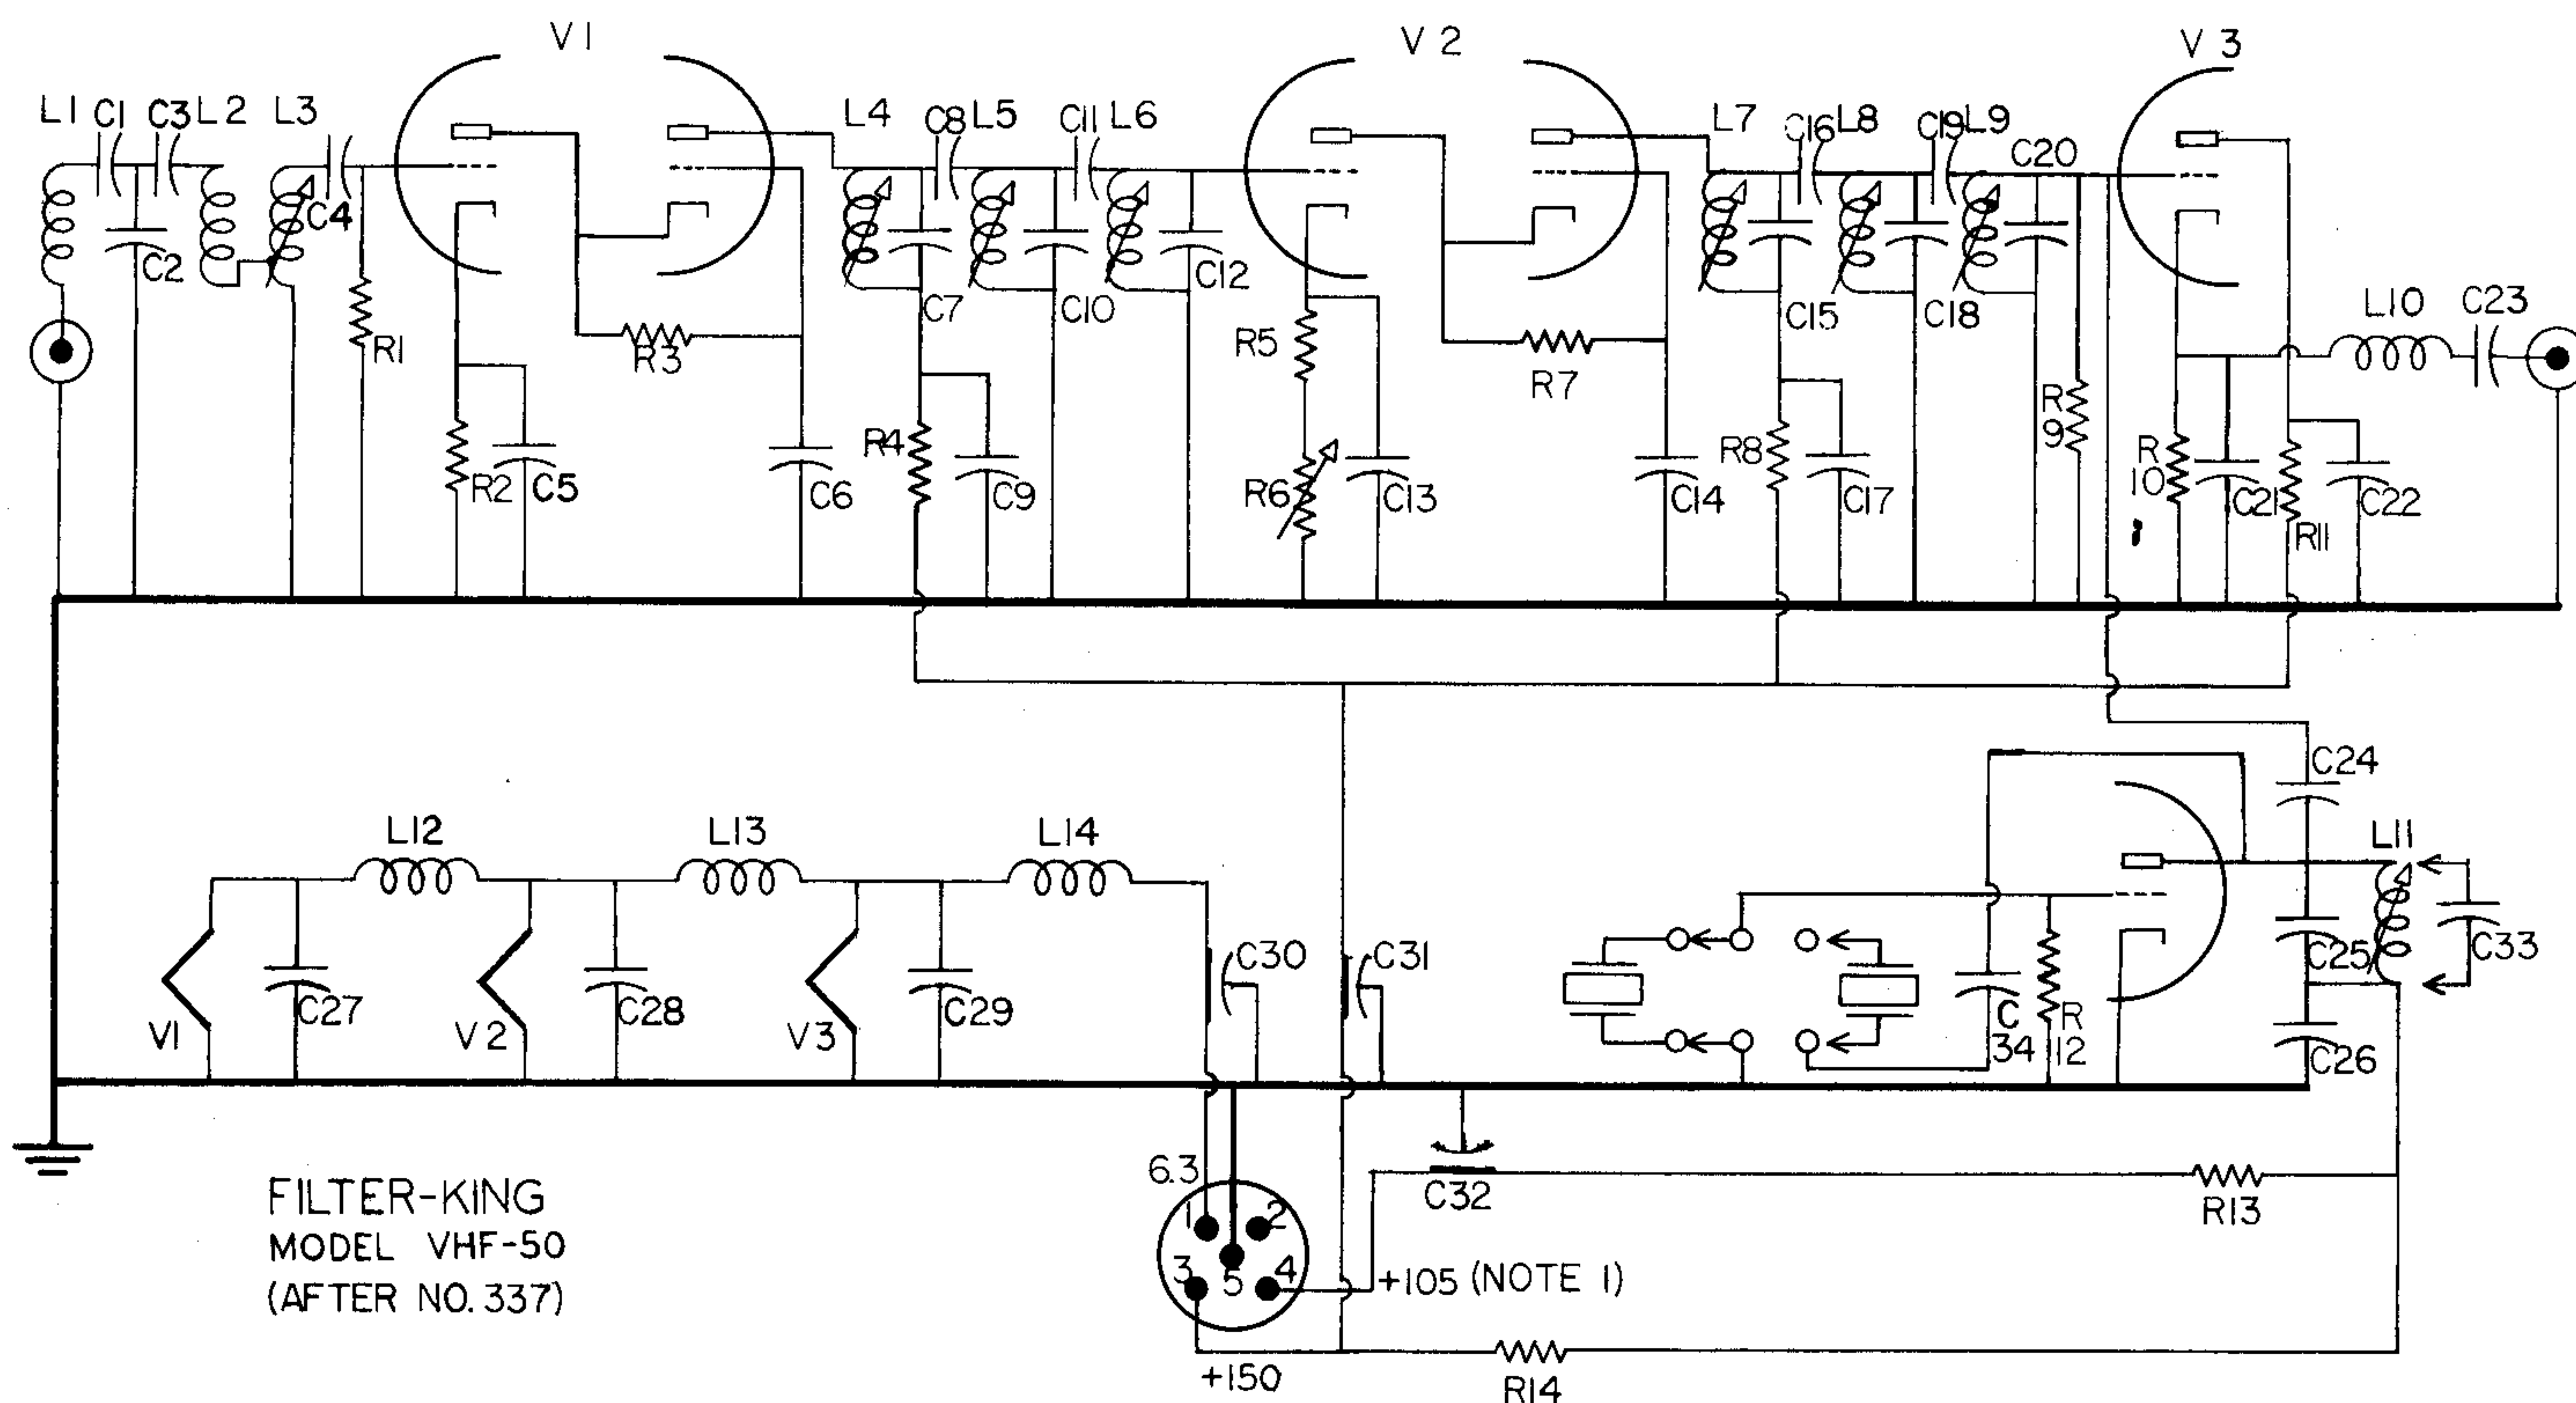 V1
V2
V3
L1 C1 C3 L2 L3
C4
L4 C8 L5 C11 L6
L7 C16 L8 C19 L9
C20
C2
R1
R3
C7
C10
C12
R5
R7
C15
C18
L10 C23
R2
C5
C6
R4
C9
R6
C13
C14
R8
C17
R
9
R
10
C21
R11
C22
C24
L11
L12
L13
L14
C30
C31
C25
C33
V1
C27
V2
C28
V3
C29
C
34
R
12
C26
6.3
C32
R13
1 2
3 5 4
+105 (NOTE 1)
+150
R14
FILTER-KING
MODEL VHF-50
(AFTER NO. 337)